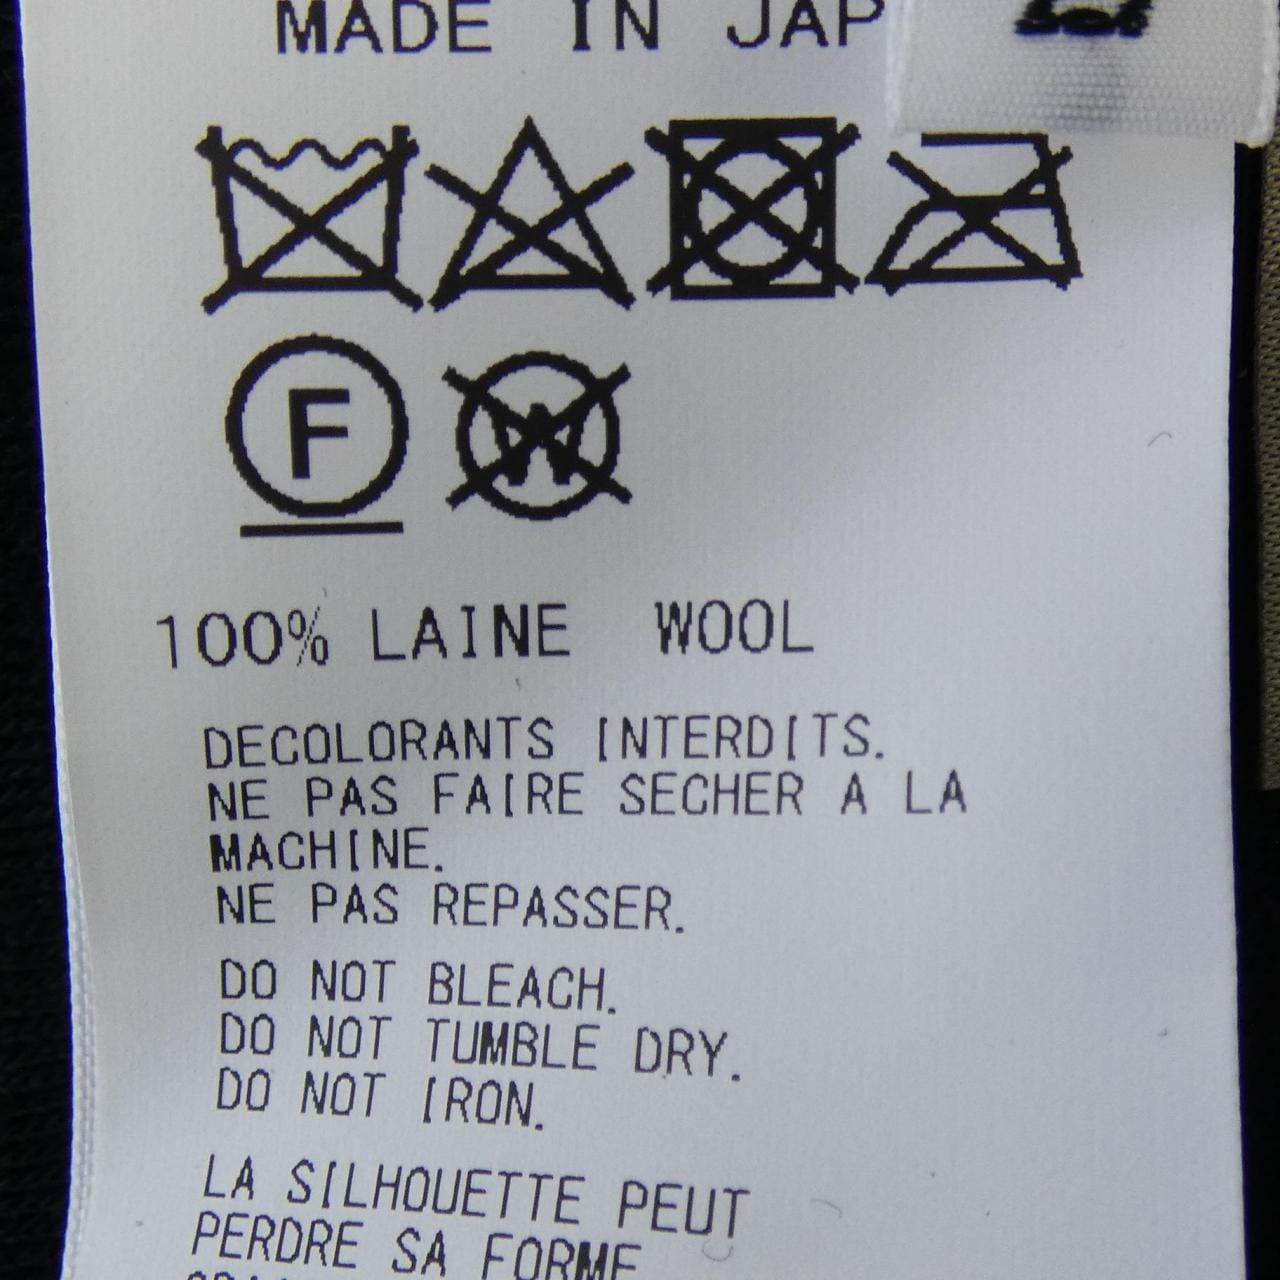 MADE IN JAP
F
W
100% LAINE WOOL
DECOLORANTS INTERDITS.
NE PAS FAIRE SECHER A LA
MACHINE.
NE PAS REPASSER.
DO NOT BLEACH.
DO NOT TUMBLE DRY.
DO NOT IRON.
LA SILHOUETTE PEUT
PERDRE SA FORME